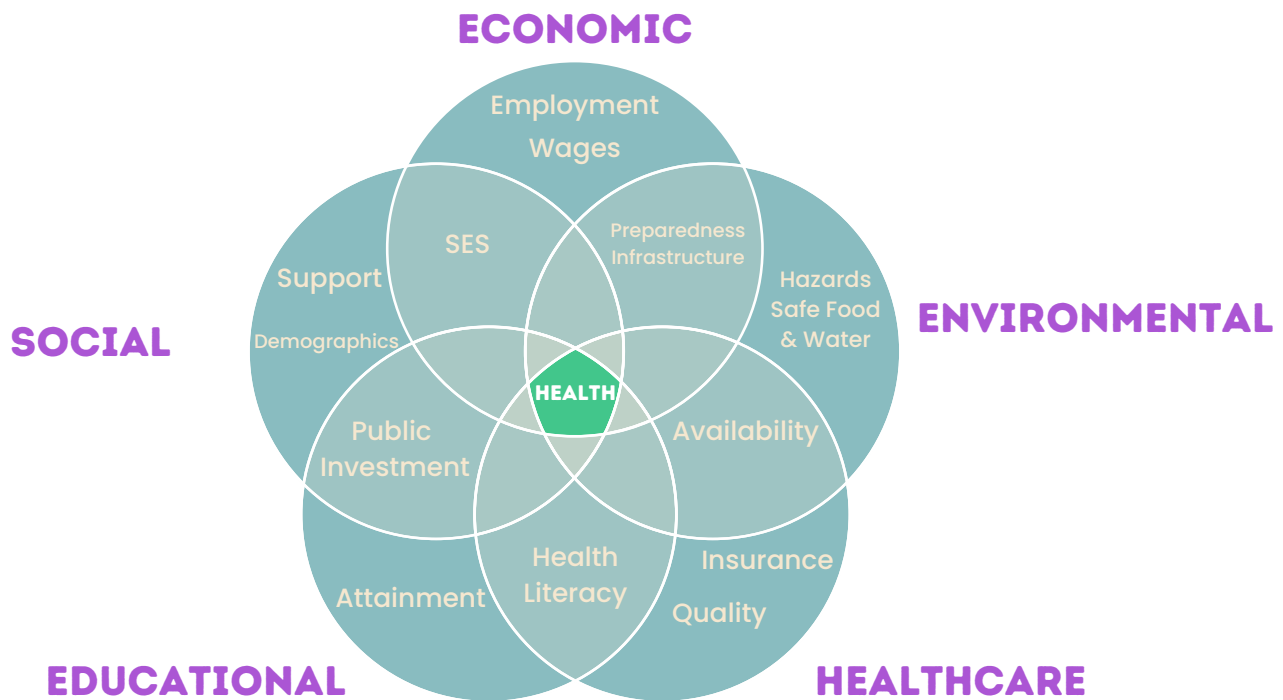 ECONOMIC
Employment
Wages
SES
Preparedness
Infrastructure
Support
Demographics
Hazards
Safe Food
& Water
SOCIAL
ENVIRONMENTAL
HEALTH
Public
Investment
Availability
Health
Literacy
Attainment
Insurance
Quality
EDUCATIONAL
HEALTHCARE